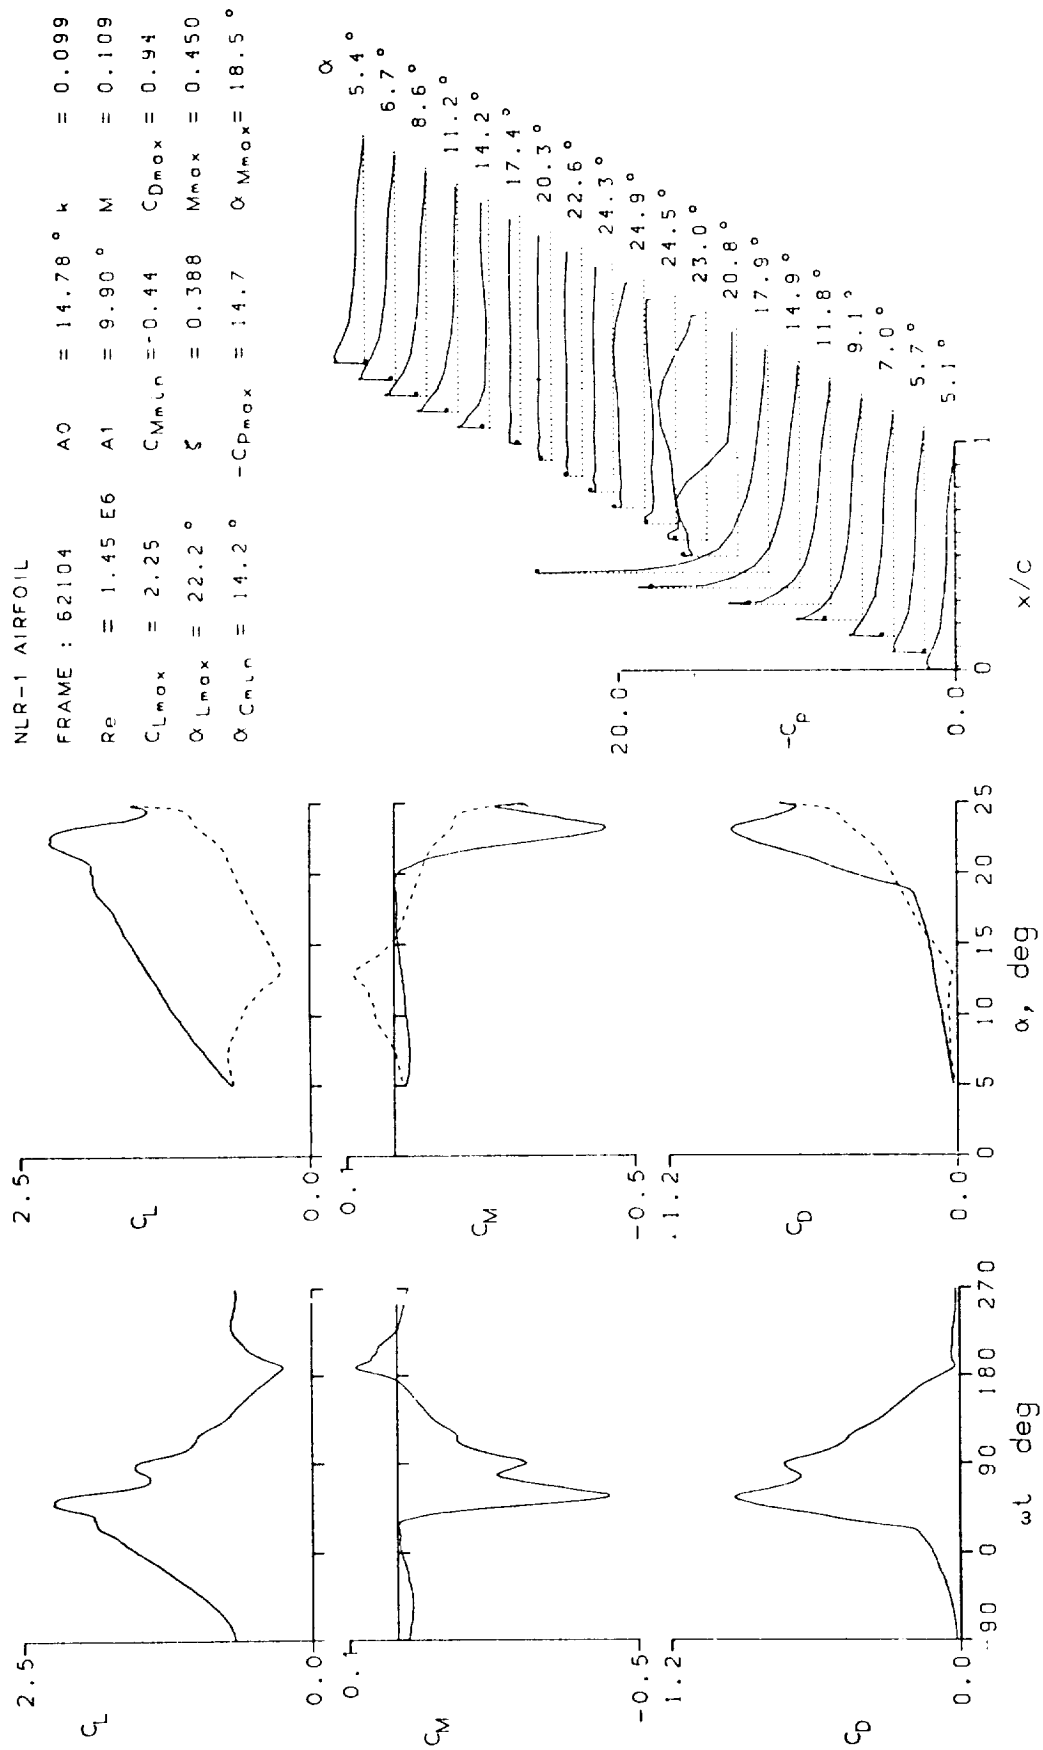 NLR-1 AIRFOIL
FRAME : 62104 A0 = 14.78° k = 0.099
Re = 1.45 E6 A1 = 9.90° M = 0.109
CLmax = 2.25 CMmin =-0.44 CDmax = 0.94
αLmax = 22.2° ζ = 0.388 Mmax = 0.450
αCmin = 14.2° -CPmax = 14.7 αMmax= 18.5°
2.5
CL
0.0
0.1
CM
-0.5
1.2
CD
0.0
-90 0 90 180 270
ωt deg
2.5
CL
0.0
0.1
CM
-0.5
1.2
CD
0.0
0 5 10 15 20 25
α, deg
α
5.4°
6.7°
8.6°
11.2°
14.2°
17.4°
20.3°
22.6°
24.3°
24.9°
24.5°
23.0°
20.8°
17.9°
14.9°
11.8°
9.1°
7.0°
5.7°
5.1°
20.0
-Cp
0.0
0 1
x/c